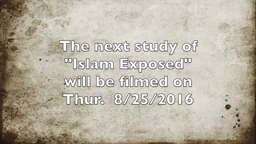 The next study of
"Islam Exposed"
will be filmed on
Thur.  8/25/2016